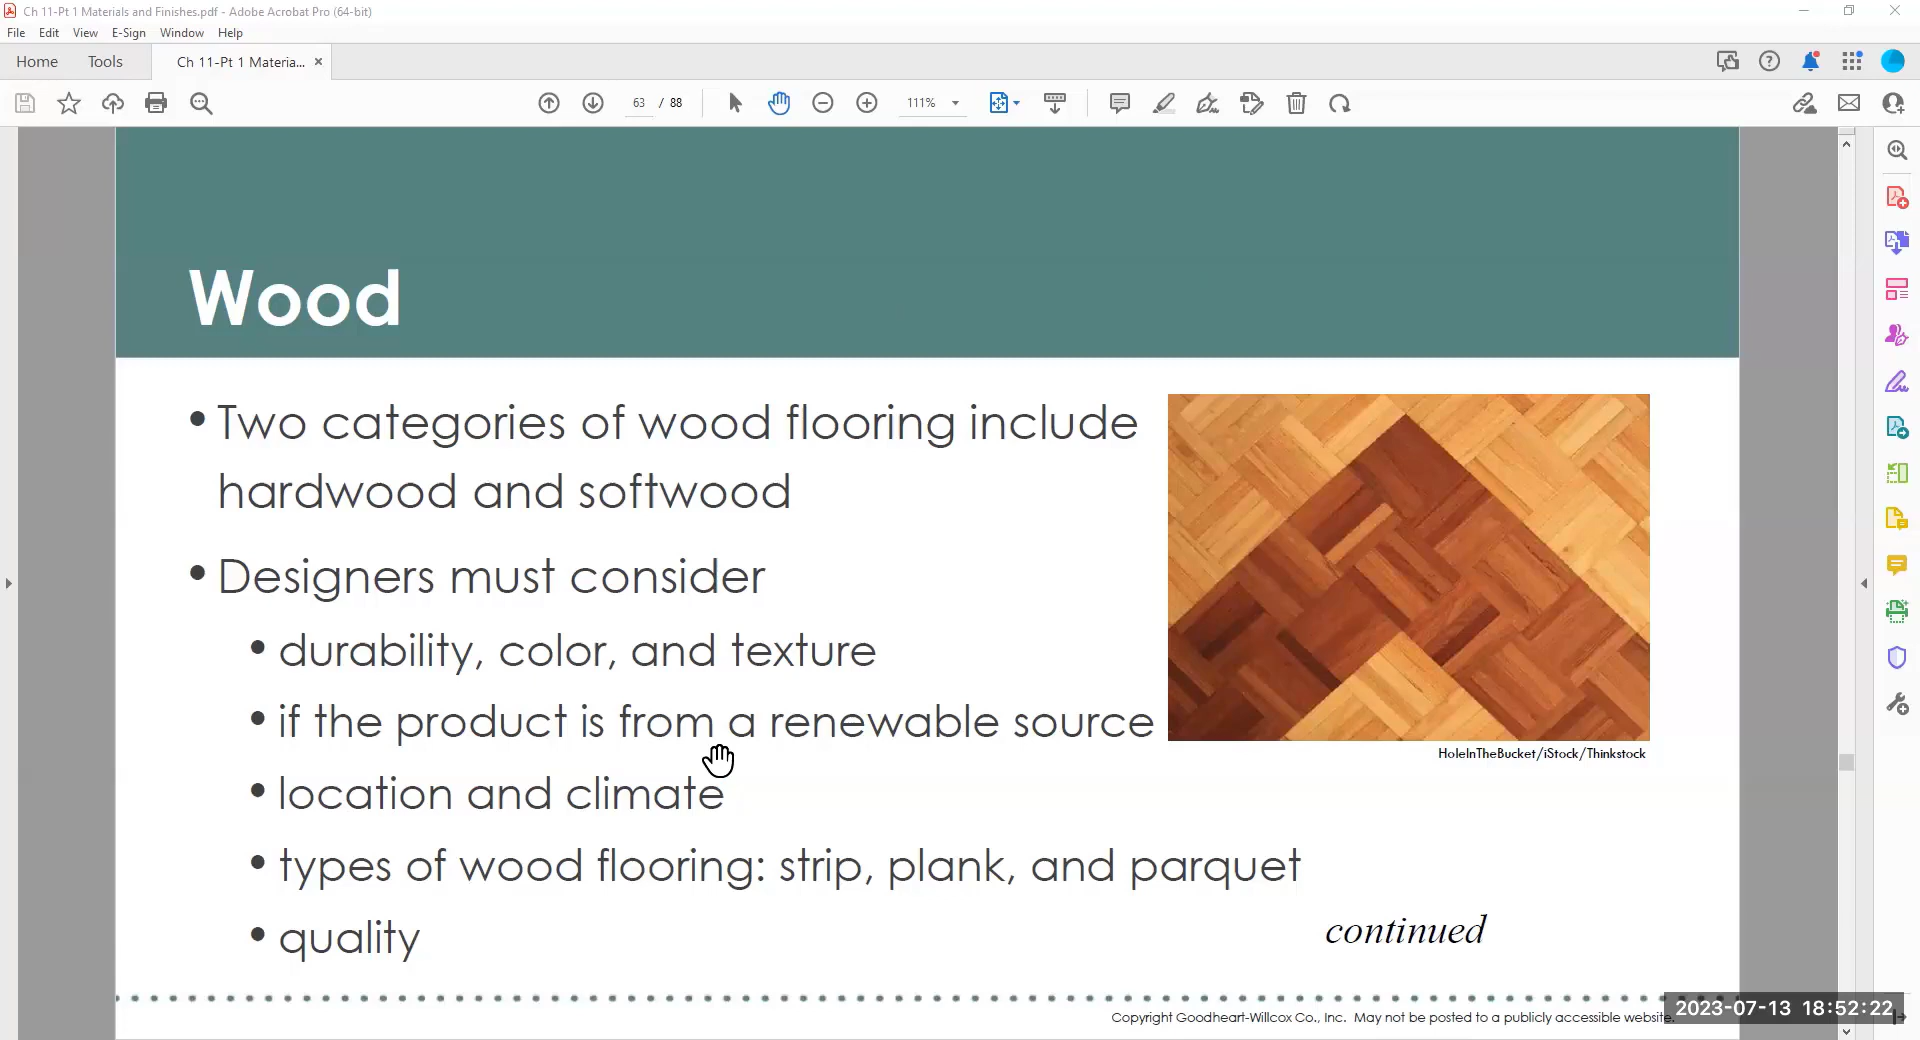 Ch 11-Pt 1 Materials and Finishes.pdf - Adobe Acrobat Pro (64-bit)
File Edit View E-Sign Window Help
Home Tools Ch 11-Pt 1 Materia... ×
63 / 88 111%
Wood
• Two categories of wood flooring include
hardwood and softwood
• Designers must consider
• durability, color, and texture
• if the product is from a renewable source
HoleInTheBucket/iStock/Thinkstock
• location and climate
• types of wood flooring: strip, plank, and parquet
• quality
continued
Copyright Goodheart-Willcox Co., Inc. May not be posted to a publicly accessible website.
2023-07-13 18:52:22